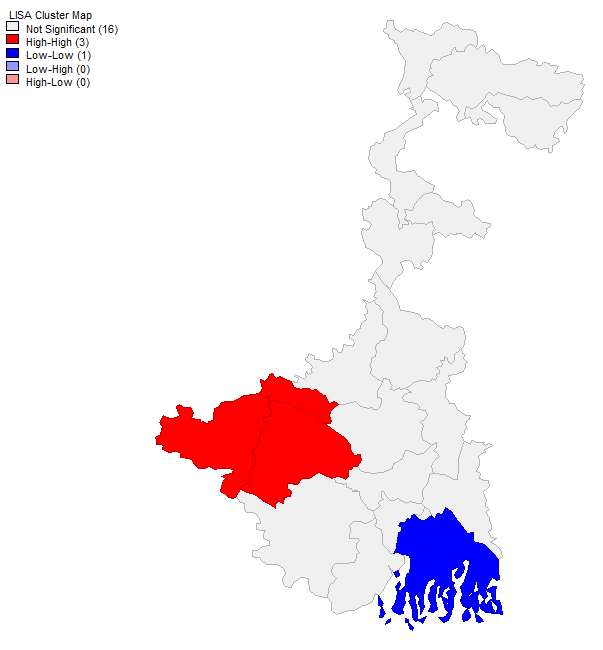 LISA Cluster Map
Not Significant (16)
High-High (3)
Low-Low (1)
Low-High (0)
High-Low (0)